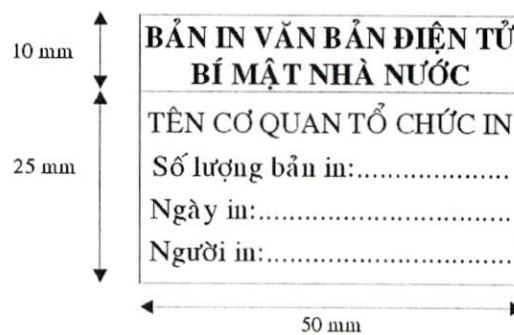 10 mm
BẢN IN VĂN BẢN ĐIỆN TỬ
BÍ MẬT NHÀ NƯỚC
25 mm
TÊN CƠ QUAN TỔ CHỨC IN
Số lượng bản in:.....................
Ngày in:.....................................
Người in:....................................
50 mm